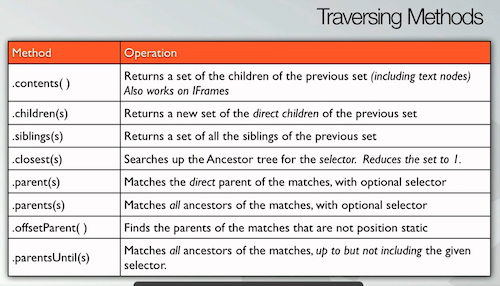 Traversing Methods
Method Operation
.contents( ) Returns a set of the children of the previous set (including text nodes)
Also works on IFrames
.children(s) Returns a new set of the direct children of the previous set
.siblings(s) Returns a set of all the siblings of the previous set
.closest(s) Searches up the Ancestor tree for the selector. Reduces the set to 1.
.parent(s) Matches the direct parent of the matches, with optional selector
.parents(s) Matches all ancestors of the matches, with optional selector
.offsetParent( ) Finds the parents of the matches that are not position static
.parentsUntil(s) Matches all ancestors of the matches, up to but not including the given
selector.